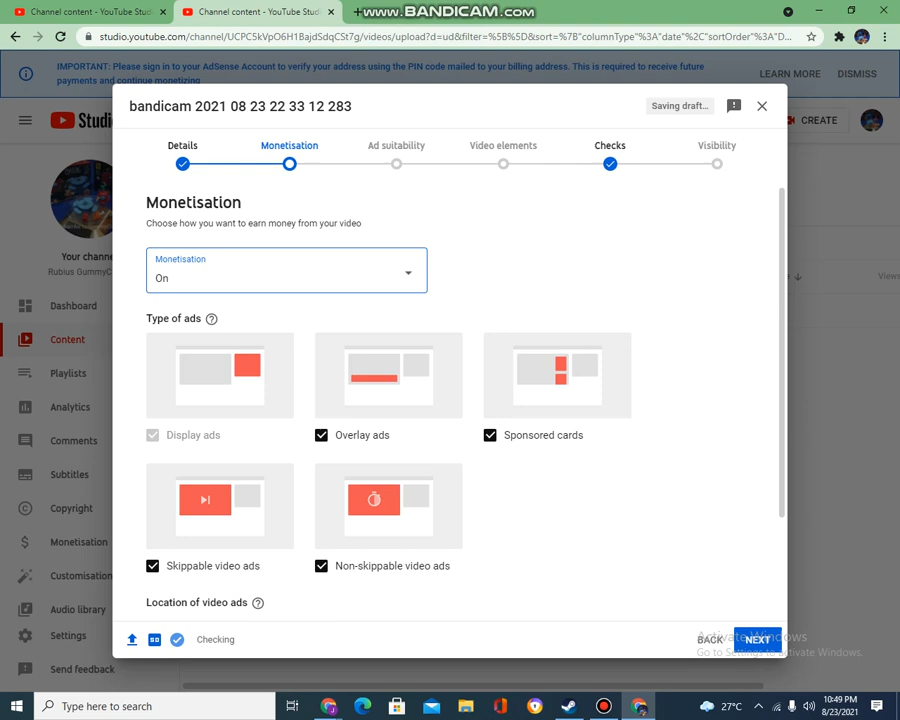 Channel content - YouTube Studio
Channel content - YouTube Studio
www.BANDICAM.com
studio.youtube.com/channel/UCPC5kVpO6H1BajdSdqCSt7g/videos/upload?d=ud&filter=%5B%5D&sort=%7B"columnType"%3A"date"%2C"sortOrder"%3A"D...
IMPORTANT: Please sign in to your AdSense Account to verify your address using the PIN code mailed to your billing address. This is required to receive future
payments and continue monetizing
LEARN MORE
DISMISS
Studio
CREATE
bandicam 2021 08 23 22 33 12 283
Saving draft...
Details
Monetisation
Ad suitability
Video elements
Checks
Visibility
Monetisation
Choose how you want to earn money from your video
Monetisation
On
Type of ads
Display ads
Overlay ads
Sponsored cards
Skippable video ads
Non-skippable video ads
Location of video ads
SD
Checking
BACK
NEXT
Your channe
Rubius GummyC
Dashboard
Content
Playlists
Analytics
Comments
Subtitles
Copyright
Monetisation
Customisation
Audio library
Settings
Send feedback
Views
Activate Windows
Go to Settings to activate Windows.
Type here to search
27°C
10:49 PM
8/23/2021